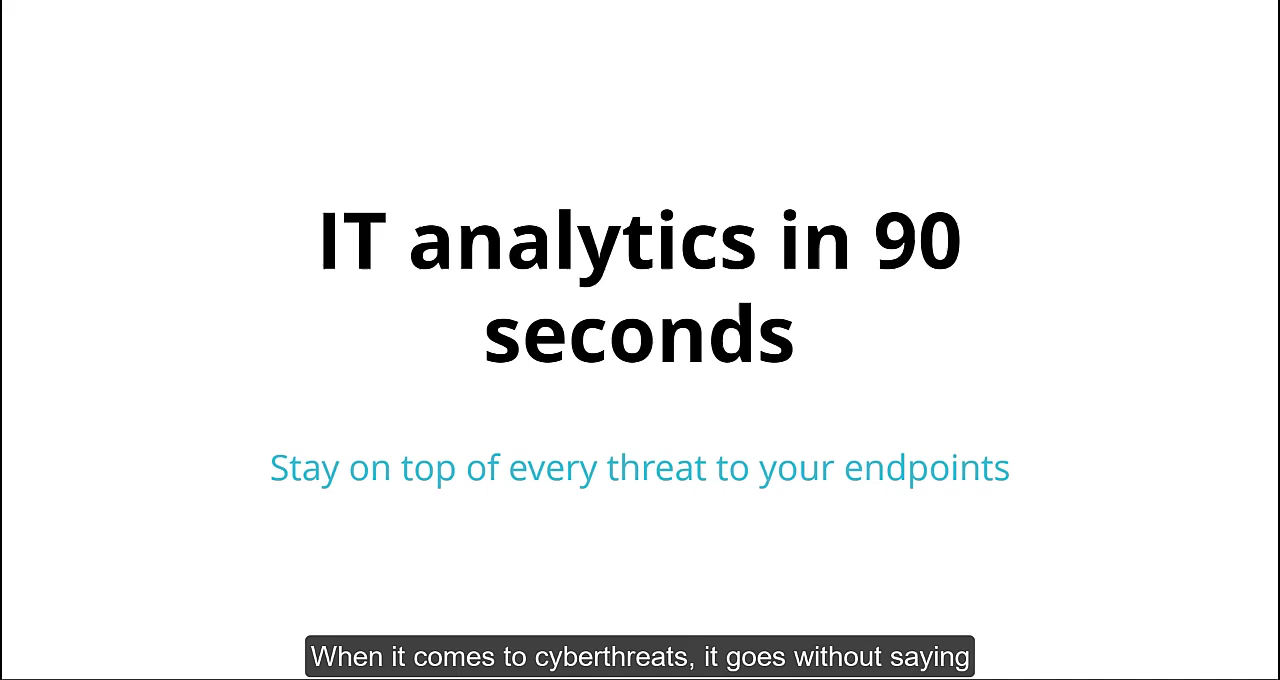 IT analytics in 90
seconds
Stay on top of every threat to your endpoints
When it comes to cyberthreats, it goes without saying